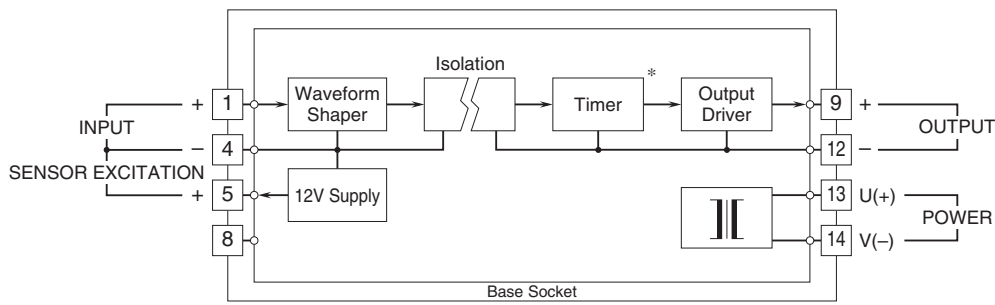 Isolation
*
Waveform
Shaper
Timer
Output
Driver
+ 1
9 +
INPUT
OUTPUT
– 4
12 –
SENSOR EXCITATION
+ 5
12V Supply
13 U(+)
POWER
8
14 V(–)
Base Socket